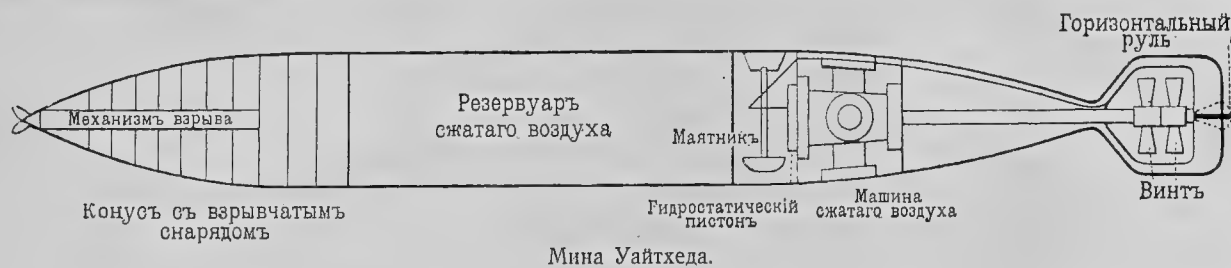 Горизонтальный
руль
Механизмъ взрыва
Резервуаръ
сжатаго воздуха
Маятникъ
Конусъ съ взрывчатымъ
снарядомъ
Гидростатическій
пистонъ
Машина
сжатаго воздуха
Винтъ
Мина Уайтхеда.